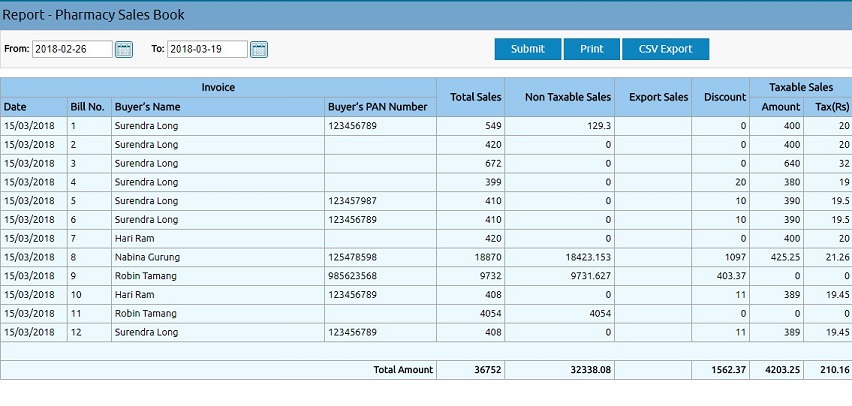 Report - Pharmacy Sales Book
From: 2018-02-26 To: 2018-03-19 Submit Print CSV Export
Invoice Total Sales Non Taxable Sales Export Sales Discount Taxable Sales
Date Bill No. Buyer's Name Buyer's PAN Number Amount Tax(Rs)
15/03/2018 1 Surendra Long 123456789 549 129.3 0 400 20
15/03/2018 2 Surendra Long 420 0 0 400 20
15/03/2018 3 Surendra Long 672 0 0 640 32
15/03/2018 4 Surendra Long 399 0 20 380 19
15/03/2018 5 Surendra Long 123457987 410 0 10 390 19.5
15/03/2018 6 Surendra Long 123456789 410 0 10 390 19.5
15/03/2018 7 Hari Ram 420 0 0 400 20
15/03/2018 8 Nabina Gurung 125478598 18870 18423.153 1097 425.25 21.26
15/03/2018 9 Robin Tamang 985623568 9732 9731.627 403.37 0 0
15/03/2018 10 Hari Ram 123456789 408 0 11 389 19.45
15/03/2018 11 Robin Tamang 4054 4054 0 0 0
15/03/2018 12 Surendra Long 123456789 408 0 11 389 19.45
Total Amount 36752 32338.08 1562.37 4203.25 210.16